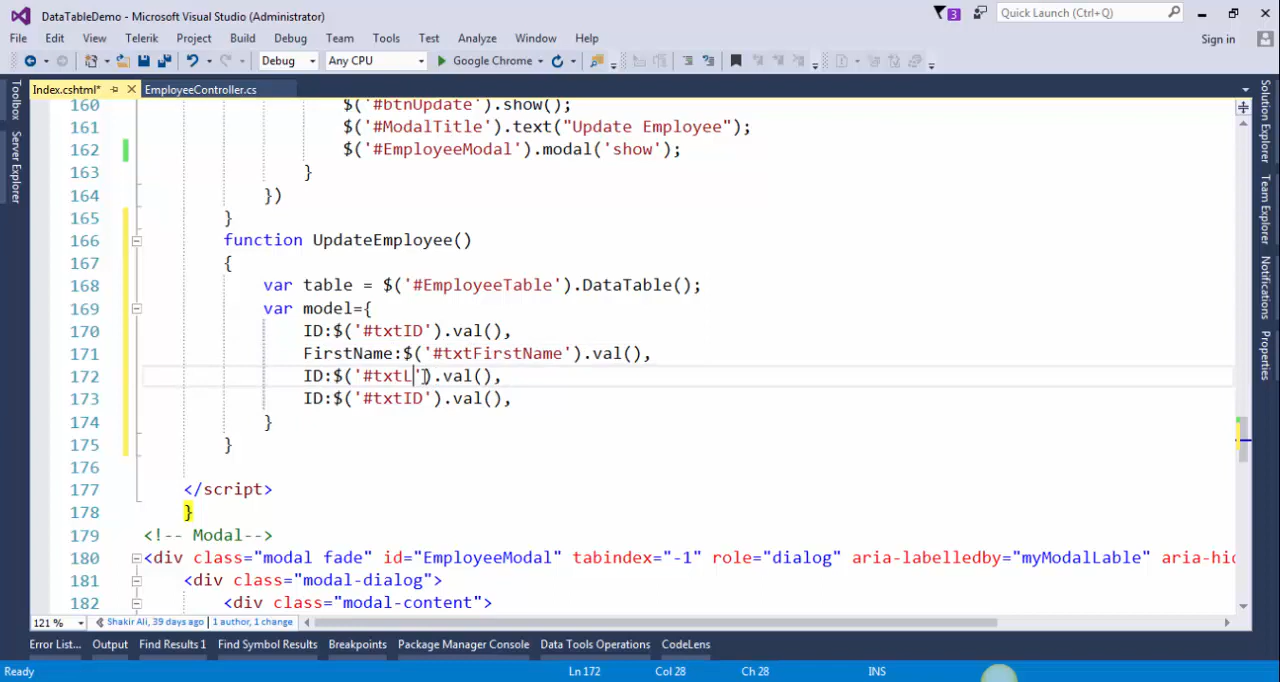 DataTableDemo - Microsoft Visual Studio (Administrator)
3
Quick Launch (Ctrl+Q)
File Edit View Telerik Project Build Debug Team Tools Test Analyze Window Help
Sign in
Debug Any CPU Google Chrome
Index.cshtml* EmployeeController.cs
Toolbox
Server Explorer
Solution Explorer
Team Explorer
Notifications
Properties
160 $('#btnUpdate').show();
161 $('#ModalTitle').text("Update Employee");
162 $('#EmployeeModal').modal('show');
163 }
164 })
165 }
166 function UpdateEmployee()
167 {
168 var table = $('#EmployeeTable').DataTable();
169 var model={
170 ID:$('#txtID').val(),
171 FirstName:$('#txtFirstName').val(),
172 ID:$('#txtL').val(),
173 ID:$('#txtID').val(),
174 }
175 }
176
177 </script>
178 }
179 <!-- Modal-->
180 <div class="modal fade" id="EmployeeModal" tabindex="-1" role="dialog" aria-labelledby="myModalLable" aria-hid
181 <div class="modal-dialog">
182 <div class="modal-content">
121 % Shakir Ali, 39 days ago | 1 author, 1 change
Error List... Output Find Results 1 Find Symbol Results Breakpoints Package Manager Console Data Tools Operations CodeLens
Ready Ln 172 Col 28 Ch 28 INS